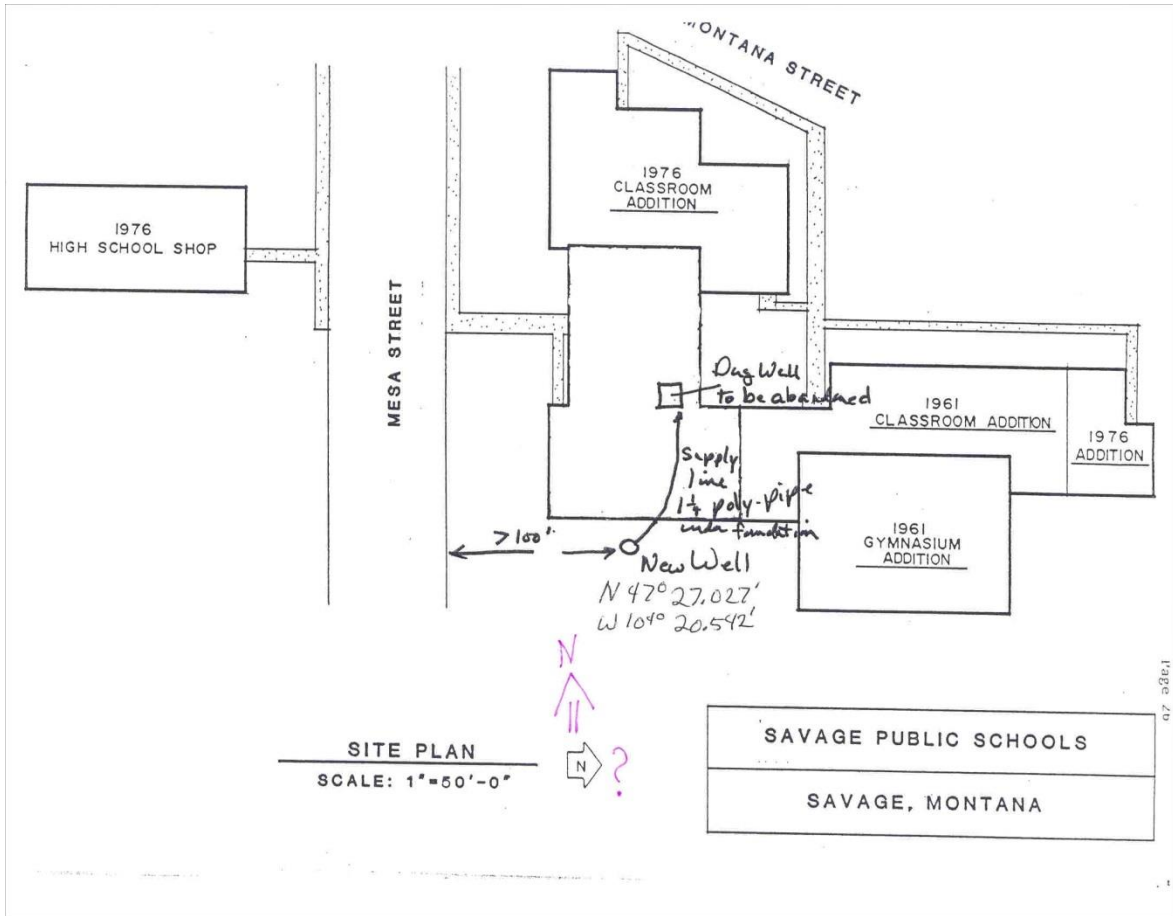 MONTANA STREET
1976
CLASSROOM
ADDITION
1976
HIGH SCHOOL SHOP
MESA STREET
Dug Well
to be abandoned
1961
CLASSROOM ADDITION
1976
ADDITION
Supply
line
1¼ poly-pipe
under foundation
1961
GYMNASIUM
ADDITION
>100'
New Well
N 47° 27.027'
W 104° 20.542'
N
N
?
SITE PLAN
SCALE: 1"=50'-0"
SAVAGE PUBLIC SCHOOLS
SAVAGE, MONTANA
Page